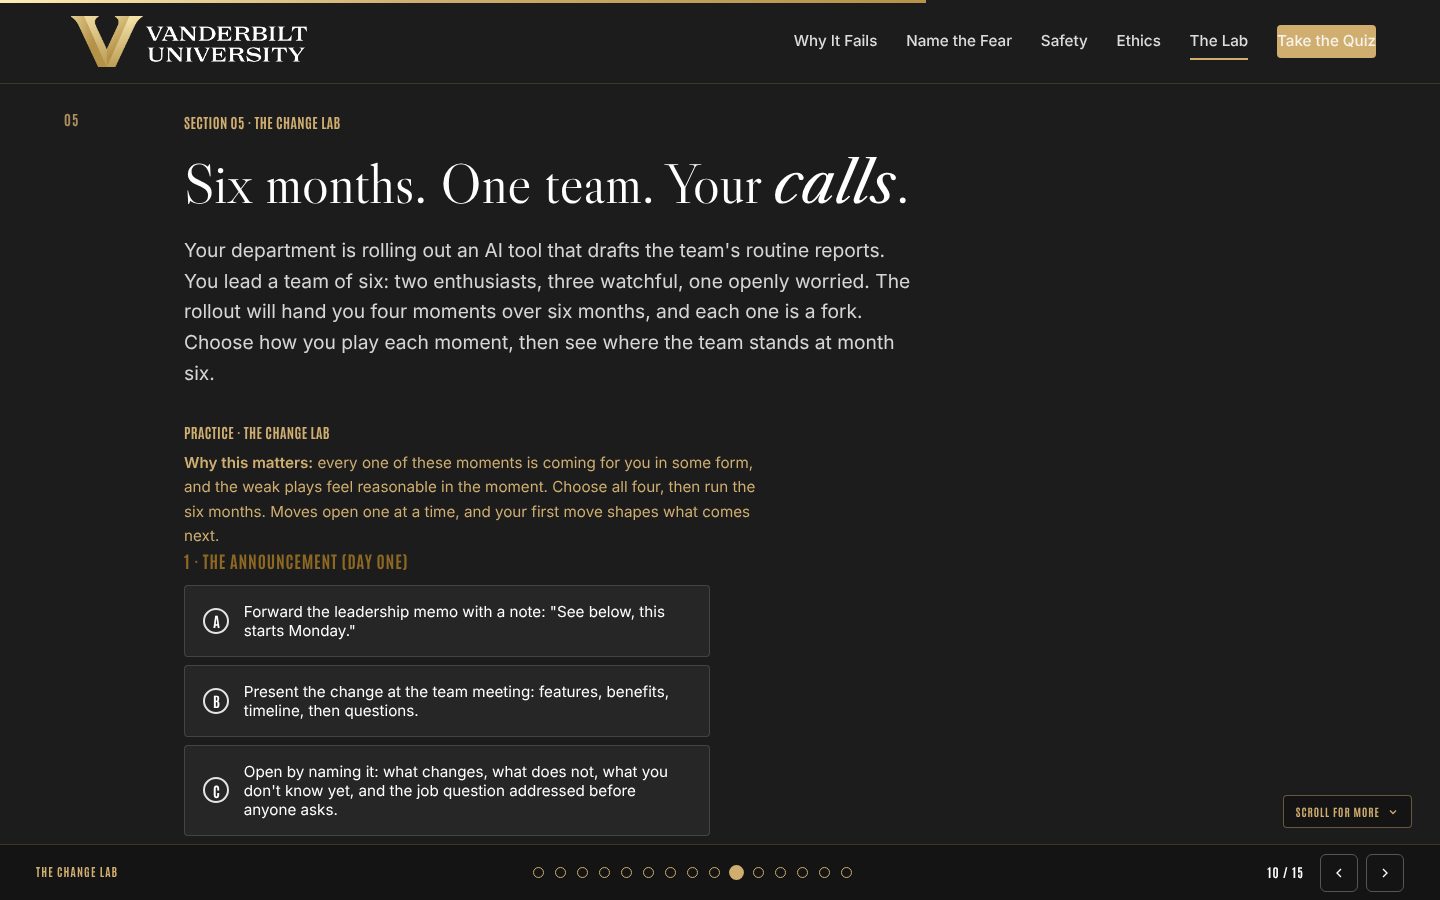 VANDERBILT
UNIVERSITY
Why It Fails
Name the Fear
Safety
Ethics
The Lab
Take the Quiz
05
SECTION 05 · THE CHANGE LAB
Six months. One team. Your calls.
Your department is rolling out an AI tool that drafts the team's routine reports.
You lead a team of six: two enthusiasts, three watchful, one openly worried. The
rollout will hand you four moments over six months, and each one is a fork.
Choose how you play each moment, then see where the team stands at month
six.
PRACTICE · THE CHANGE LAB
Why this matters: every one of these moments is coming for you in some form,
and the weak plays feel reasonable in the moment. Choose all four, then run the
six months. Moves open one at a time, and your first move shapes what comes
next.
1 · THE ANNOUNCEMENT (DAY ONE)
A
Forward the leadership memo with a note: "See below, this
starts Monday."
B
Present the change at the team meeting: features, benefits,
timeline, then questions.
C
Open by naming it: what changes, what does not, what you
don't know yet, and the job question addressed before
anyone asks.
SCROLL FOR MORE
THE CHANGE LAB
10 / 15